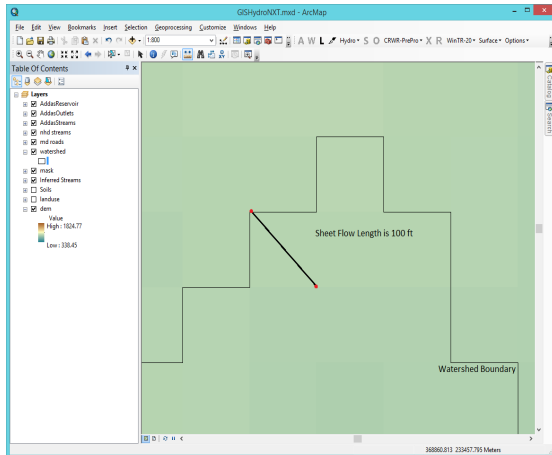 GISHydroNXT.mxd - ArcMap
File Edit View Bookmarks Insert Selection Geoprocessing Customize Windows Help
1:800 A W L Hydro S O CRWR-PrePro X R WinTR-20 Surface Options
Table Of Contents
Layers
AddasReservoir
AddasOutlets
AddasStreams
nhd streams
md roads
watershed
mask
Inferred Streams
Soils
landuse
dem
Value
High : 1824.77
Low : 338.45
Sheet Flow Length is 100 ft
Watershed Boundary
Catalog
Search
368860.813 233457.795 Meters